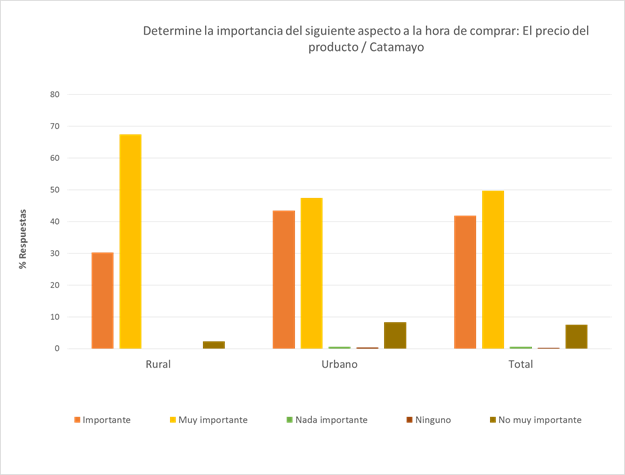 Determine la importancia del siguiente aspecto a la hora de comprar: El precio del
producto / Catamayo
80
70
60
50
40
30
20
10
0
% Respuestas
Rural Urbano Total
Importante Muy importante Nada importante Ninguno No muy importante